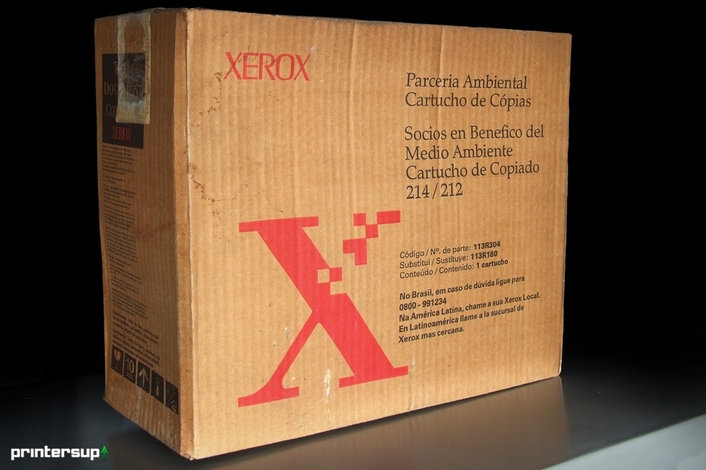 XEROX
Parceria Ambiental
Cartucho de Cópias
Socios en Benefico del
Medio Ambiente
Cartucho de Copiado
214 / 212
Código / Nº. de parte: 113R304
Substitui / Sustituye: 113R180
Conteúdo / Contenido: 1 cartucho
No Brasil, em caso de dúvida ligue para
0800 - 991234
Na América Latina, chame a sua Xerox Local.
En Latinoamérica llame a la sucursal de
Xerox mas cercana.
XEROX
10
printersup